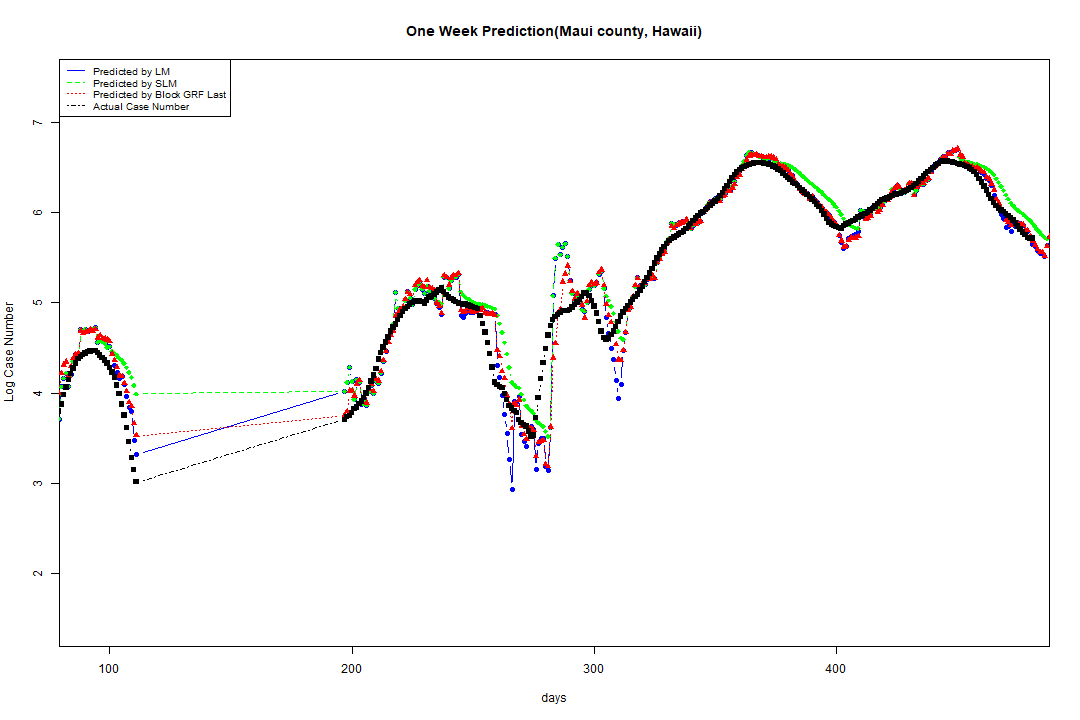 One Week Prediction(Maui county, Hawaii)
Predicted by LM
Predicted by SLM
Predicted by Block GRF Last
Actual Case Number
Log Case Number
7
6
5
4
3
2
100 200 300 400
days